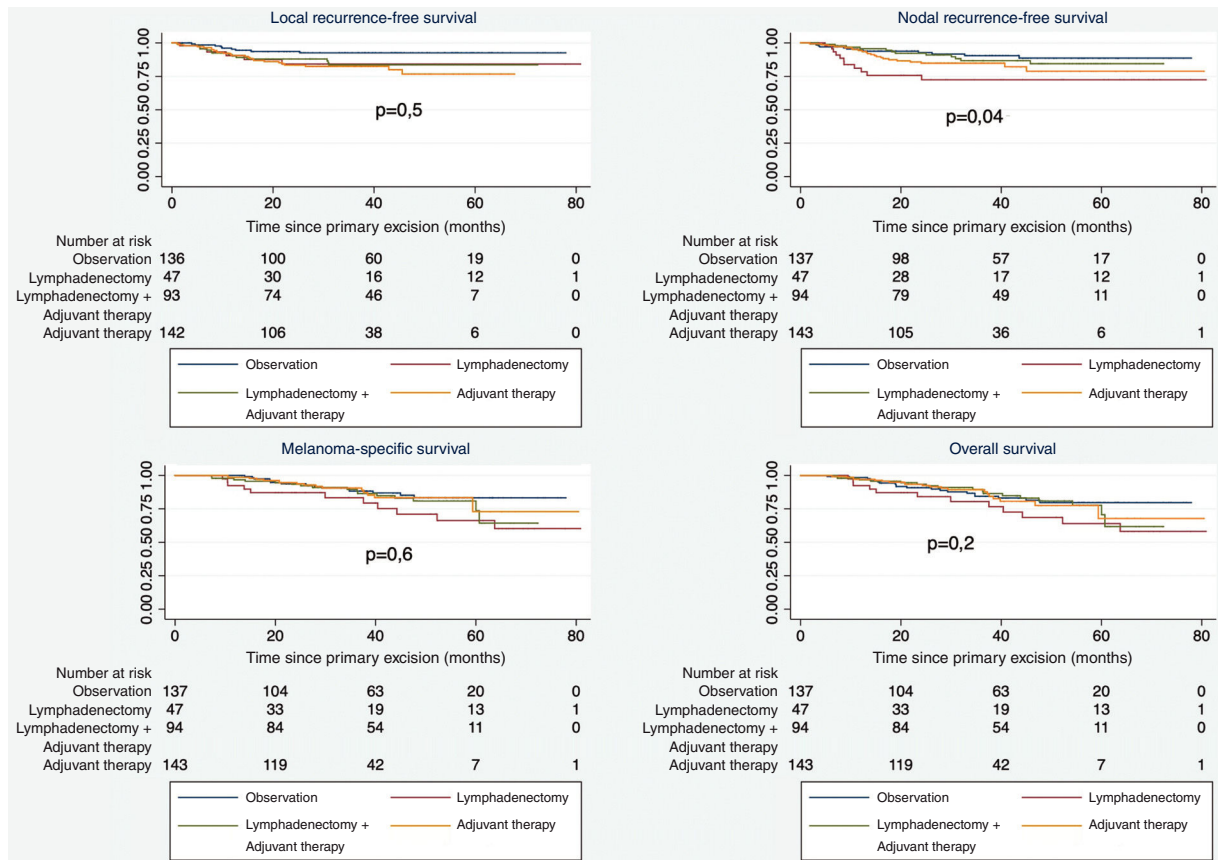 Local recurrence-free survival
0.00 0.25 0.50 0.75 1.00
p=0,5
0 20 40 60 80
Time since primary excision (months)
Number at risk
Observation 136 100 60 19 0
Lymphadenectomy 47 30 16 12 1
Lymphadenectomy + 93 74 46 7 0
Adjuvant therapy
Adjuvant therapy 142 106 38 6 0
Observation Lymphadenectomy
Lymphadenectomy + Adjuvant therapy
Adjuvant therapy
Nodal recurrence-free survival
0.00 0.25 0.50 0.75 1.00
p=0,04
0 20 40 60 80
Time since primary excision (months)
Number at risk
Observation 137 98 57 17 0
Lymphadenectomy 47 28 17 12 1
Lymphadenectomy + 94 79 49 11 0
Adjuvant therapy
Adjuvant therapy 143 105 36 6 1
Observation Lymphadenectomy
Lymphadenectomy + Adjuvant therapy
Adjuvant therapy
Melanoma-specific survival
0.00 0.25 0.50 0.75 1.00
p=0,6
0 20 40 60 80
Time since primary excision (months)
Number at risk
Observation 137 104 63 20 0
Lymphadenectomy 47 33 19 13 1
Lymphadenectomy + 94 84 54 11 0
Adjuvant therapy
Adjuvant therapy 143 119 42 7 1
Observation Lymphadenectomy
Lymphadenectomy + Adjuvant therapy
Adjuvant therapy
Overall survival
0.00 0.25 0.50 0.75 1.00
p=0,2
0 20 40 60 80
Time since primary excision (months)
Number at risk
Observation 137 104 63 20 0
Lymphadenectomy 47 33 19 13 1
Lymphadenectomy + 94 84 54 11 0
Adjuvant therapy
Adjuvant therapy 143 119 42 7 1
Observation Lymphadenectomy
Lymphadenectomy + Adjuvant therapy
Adjuvant therapy